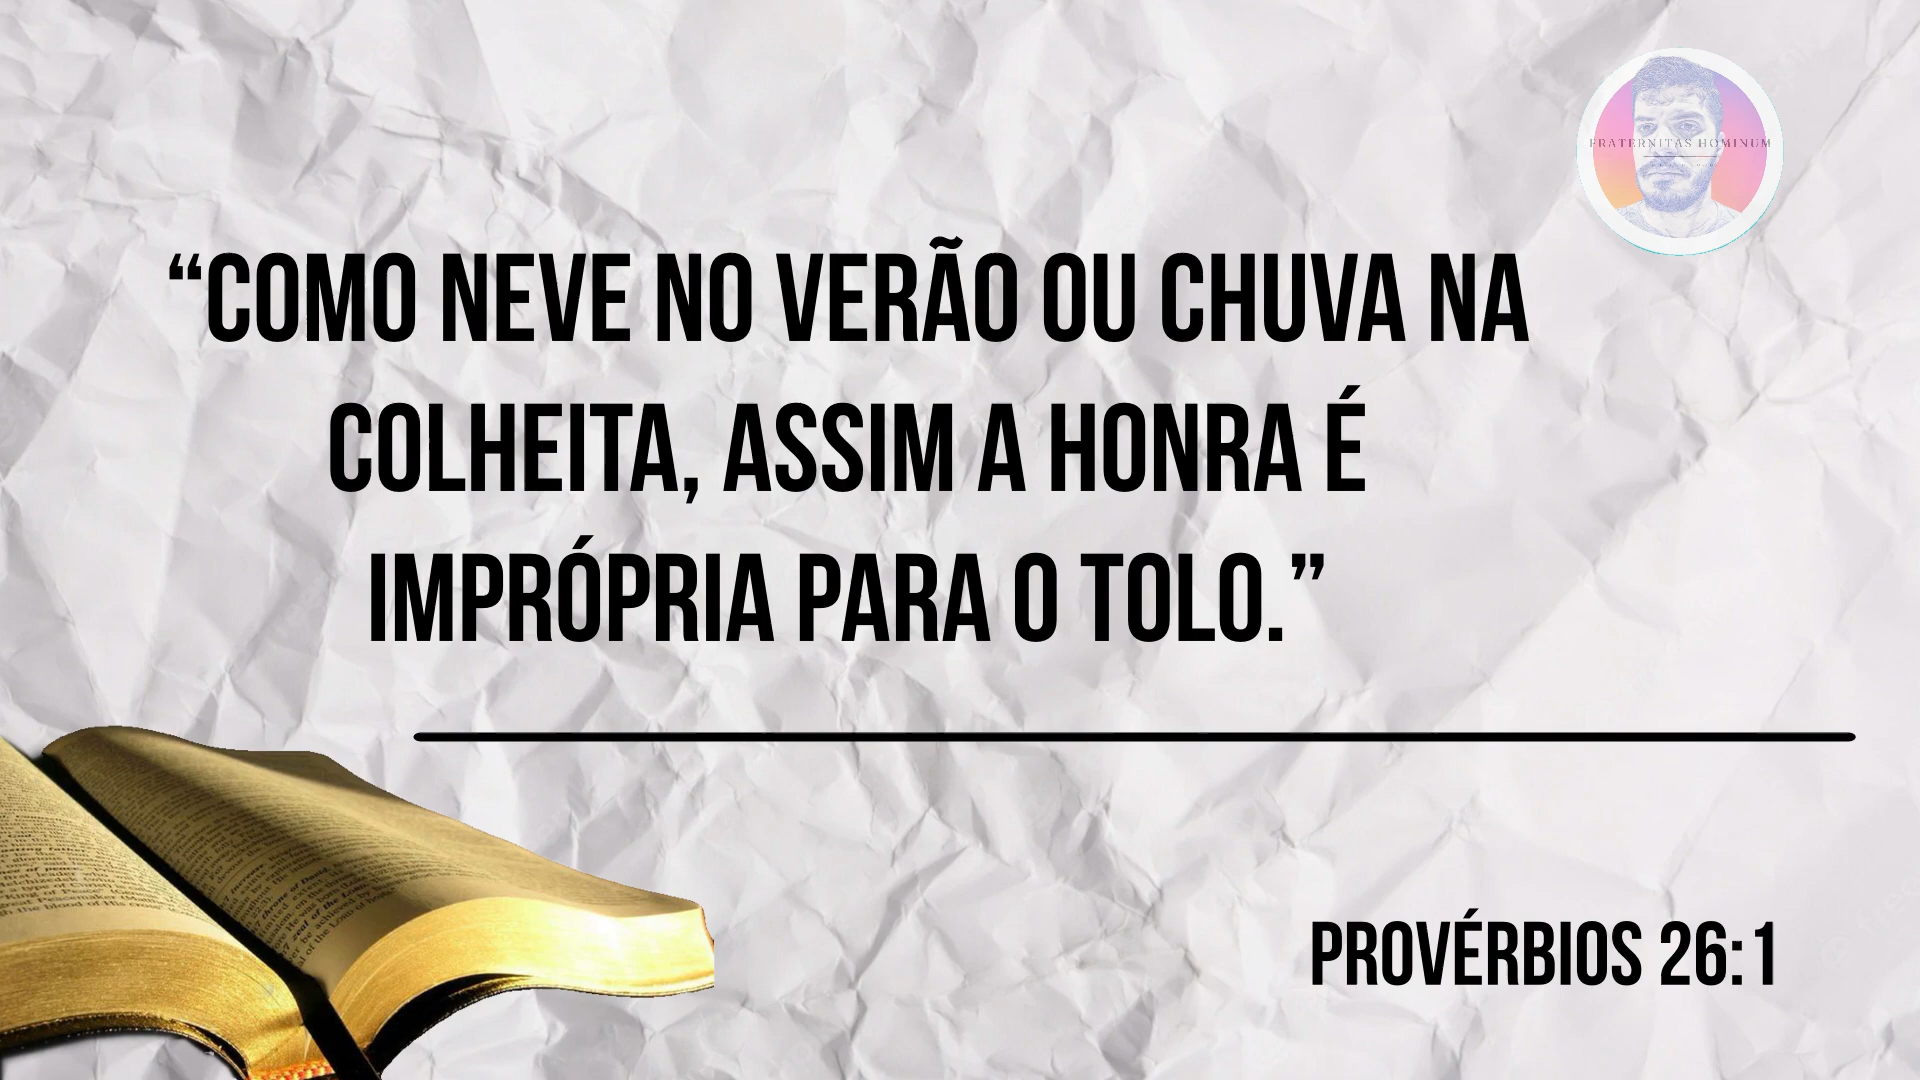 FRATERNITAS HOMINUM
“COMO NEVE NO VERÃO OU CHUVA NA
COLHEITA, ASSIM A HONRA É
IMPRÓPRIA PARA O TOLO.”
PROVÉRBIOS 26:1